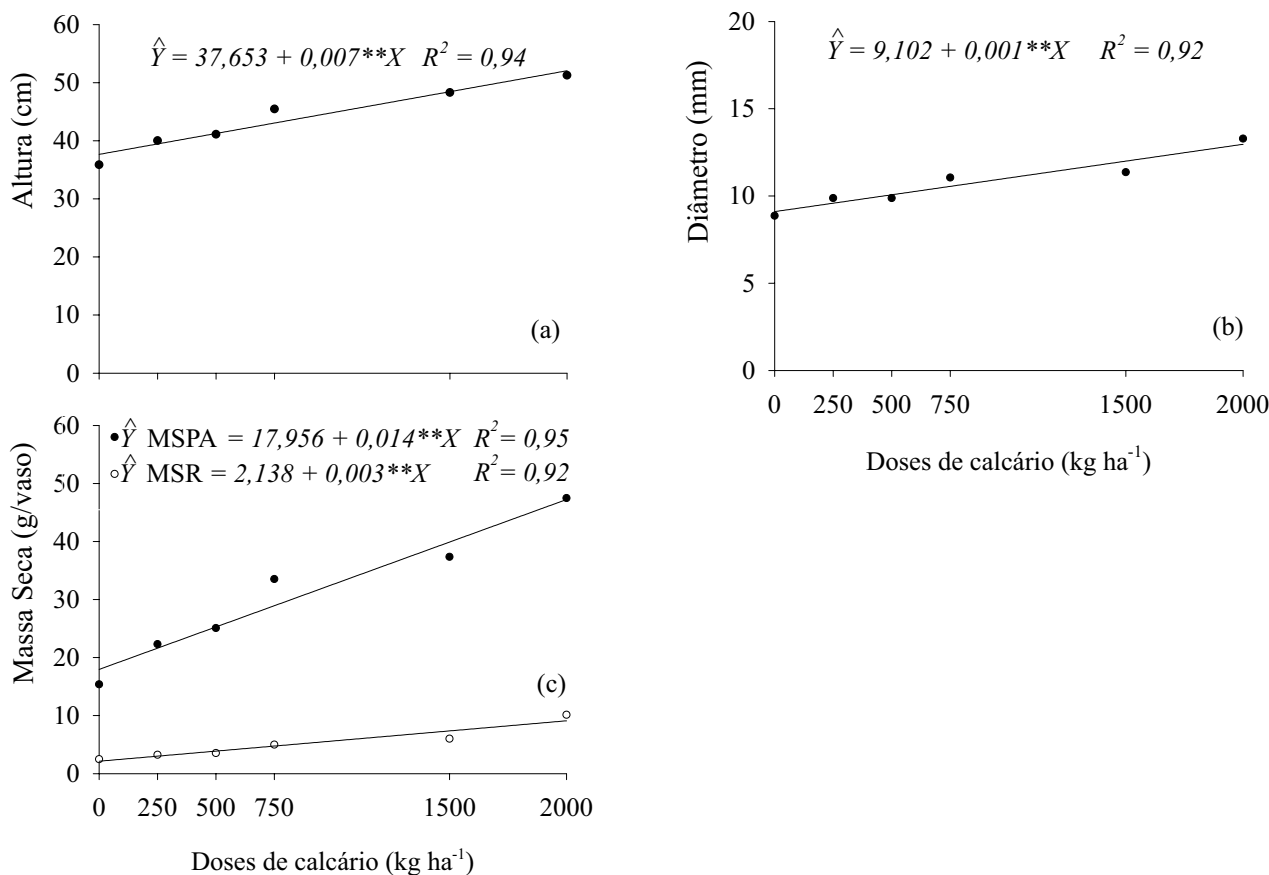 Altura (cm)
60
50
40
30
20
10
0
Ŷ = 37,653 + 0,007**X R² = 0,94
(a)
Diâmetro (mm)
20
15
10
5
0
Ŷ = 9,102 + 0,001**X R² = 0,92
(b)
0 250 500 750 1500 2000
Doses de calcário (kg ha⁻¹)
Massa Seca (g/vaso)
60
50
40
30
20
10
0
Ŷ MSPA = 17,956 + 0,014**X R² = 0,95
Ŷ MSR = 2,138 + 0,003**X R² = 0,92
(c)
0 250 500 750 1500 2000
Doses de calcário (kg ha⁻¹)